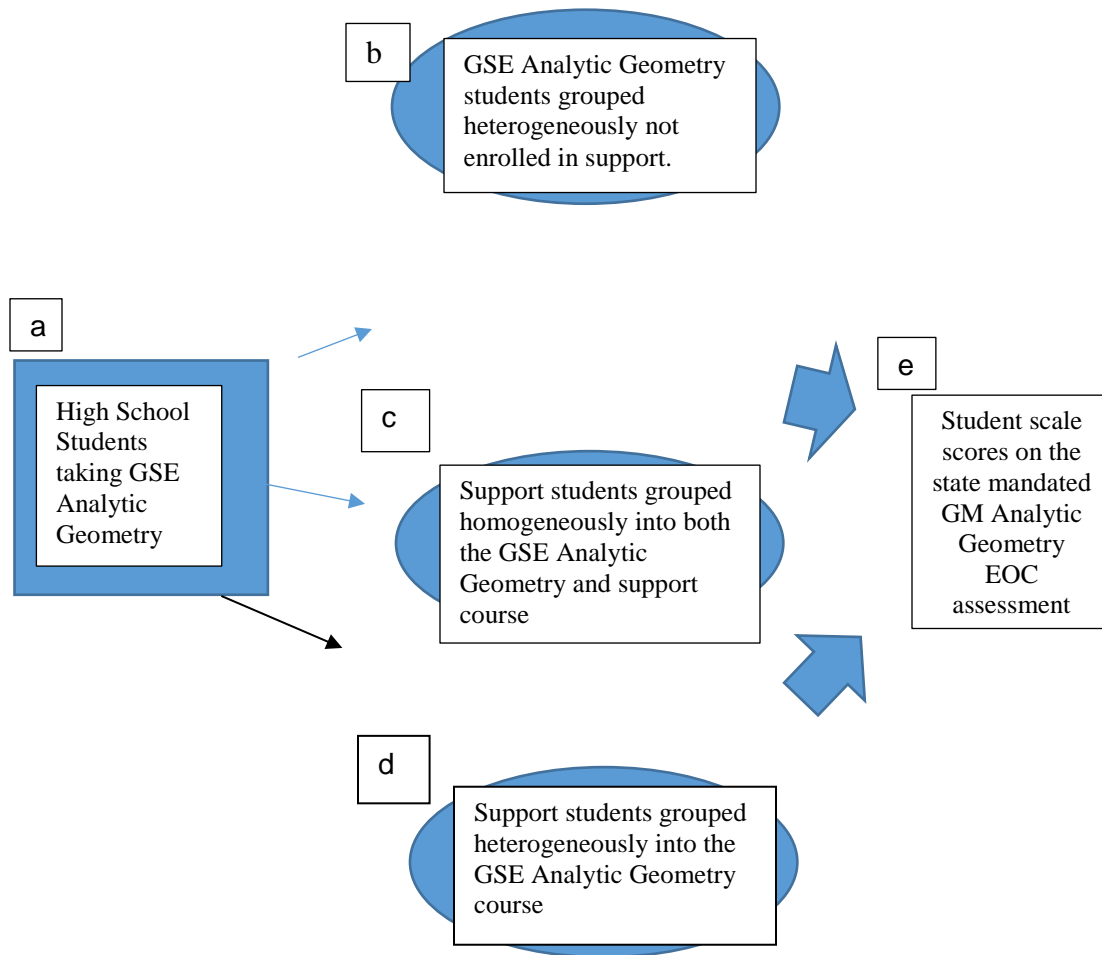 b
GSE Analytic Geometry
students grouped
heterogeneously not
enrolled in support.
a
High School
Students
taking GSE
Analytic
Geometry
c
Support students grouped
homogeneously into both
the GSE Analytic
Geometry and support
course
d
Support students grouped
heterogeneously into the
GSE Analytic Geometry
course
e
Student scale
scores on the
state mandated
GM Analytic
Geometry
EOC
assessment